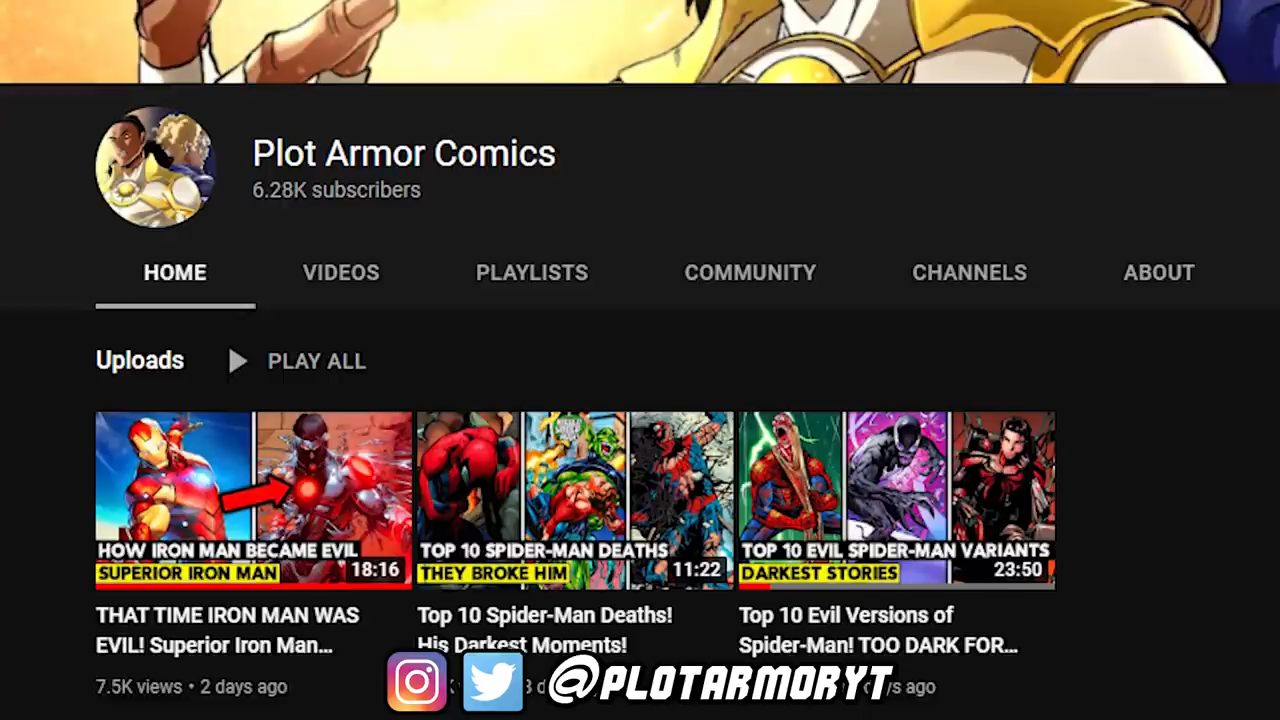 Plot Armor Comics
6.28K subscribers
HOME VIDEOS PLAYLISTS COMMUNITY CHANNELS ABOUT
Uploads PLAY ALL
HOW IRON MAN BECAME EVIL
SUPERIOR IRON MAN
18:16
TOP 10 SPIDER-MAN DEATHS
THEY BROKE HIM
11:22
TOP 10 EVIL SPIDER-MAN VARIANTS
DARKEST STORIES
23:50
THAT TIME IRON MAN WAS
EVIL! Superior Iron Man...
7.5K views • 2 days ago
Top 10 Spider-Man Deaths!
His Darkest Moments!
Top 10 Evil Versions of
Spider-Man! TOO DARK FOR...
ago
@PLOTARMORYT